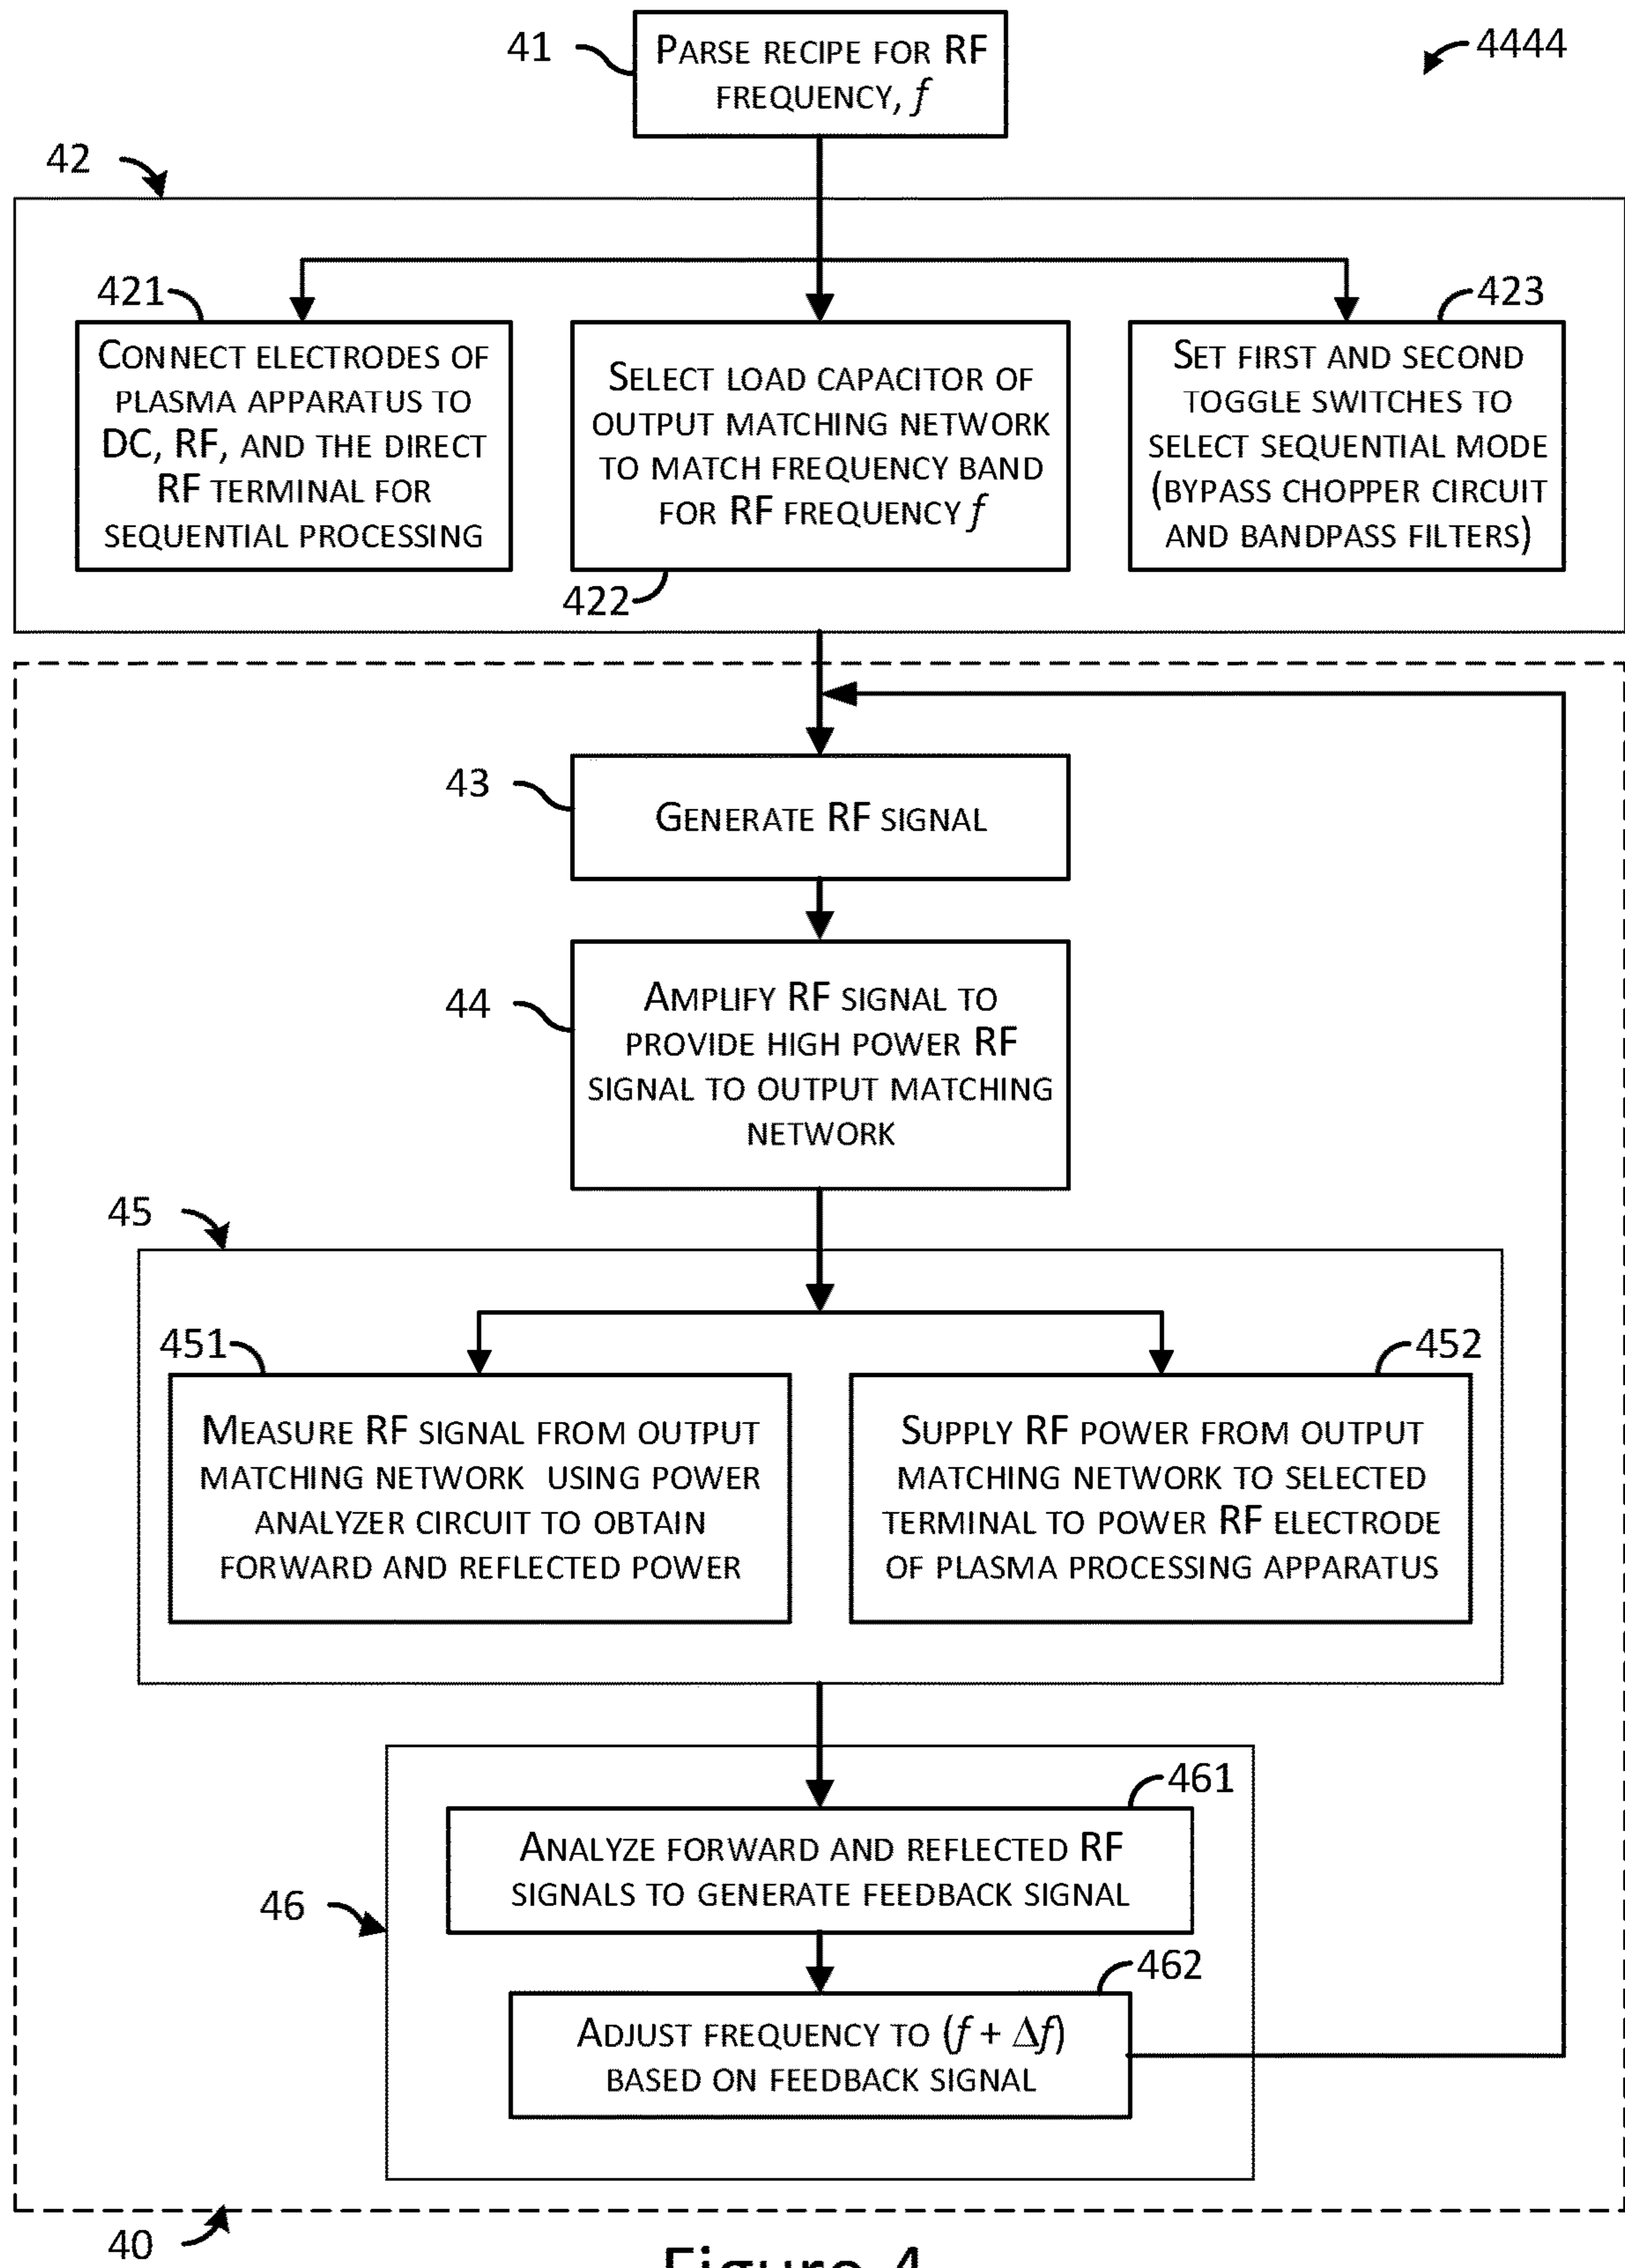 41
PARSE RECIPE FOR RF
FREQUENCY, f
4444
42
421
CONNECT ELECTRODES OF
PLASMA APPARATUS TO
DC, RF, AND THE DIRECT
RF TERMINAL FOR
SEQUENTIAL PROCESSING
SELECT LOAD CAPACITOR OF
OUTPUT MATCHING NETWORK
TO MATCH FREQUENCY BAND
FOR RF FREQUENCY f
422
423
SET FIRST AND SECOND
TOGGLE SWITCHES TO
SELECT SEQUENTIAL MODE
(BYPASS CHOPPER CIRCUIT
AND BANDPASS FILTERS)
43
GENERATE RF SIGNAL
44
AMPLIFY RF SIGNAL TO
PROVIDE HIGH POWER RF
SIGNAL TO OUTPUT MATCHING
NETWORK
45
451
MEASURE RF SIGNAL FROM OUTPUT
MATCHING NETWORK USING POWER
ANALYZER CIRCUIT TO OBTAIN
FORWARD AND REFLECTED POWER
452
SUPPLY RF POWER FROM OUTPUT
MATCHING NETWORK TO SELECTED
TERMINAL TO POWER RF ELECTRODE
OF PLASMA PROCESSING APPARATUS
461
ANALYZE FORWARD AND REFLECTED RF
SIGNALS TO GENERATE FEEDBACK SIGNAL
46
462
ADJUST FREQUENCY TO (f + Δf)
BASED ON FEEDBACK SIGNAL
40
Figure 4